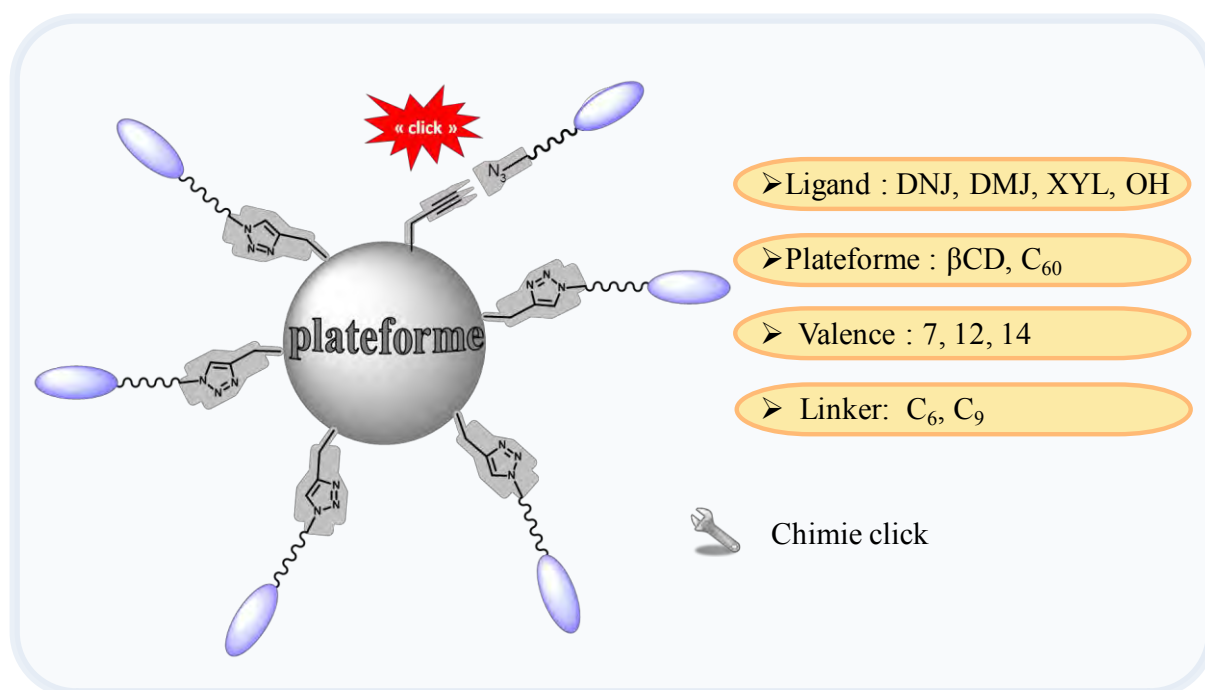 « click »
N3
N N N
N N N
plateforme
N N N
N N N
N N N
➤Ligand : DNJ, DMJ, XYL, OH
➤Plateforme : βCD, C60
➤ Valence : 7, 12, 14
➤ Linker: C6, C9
Chimie click